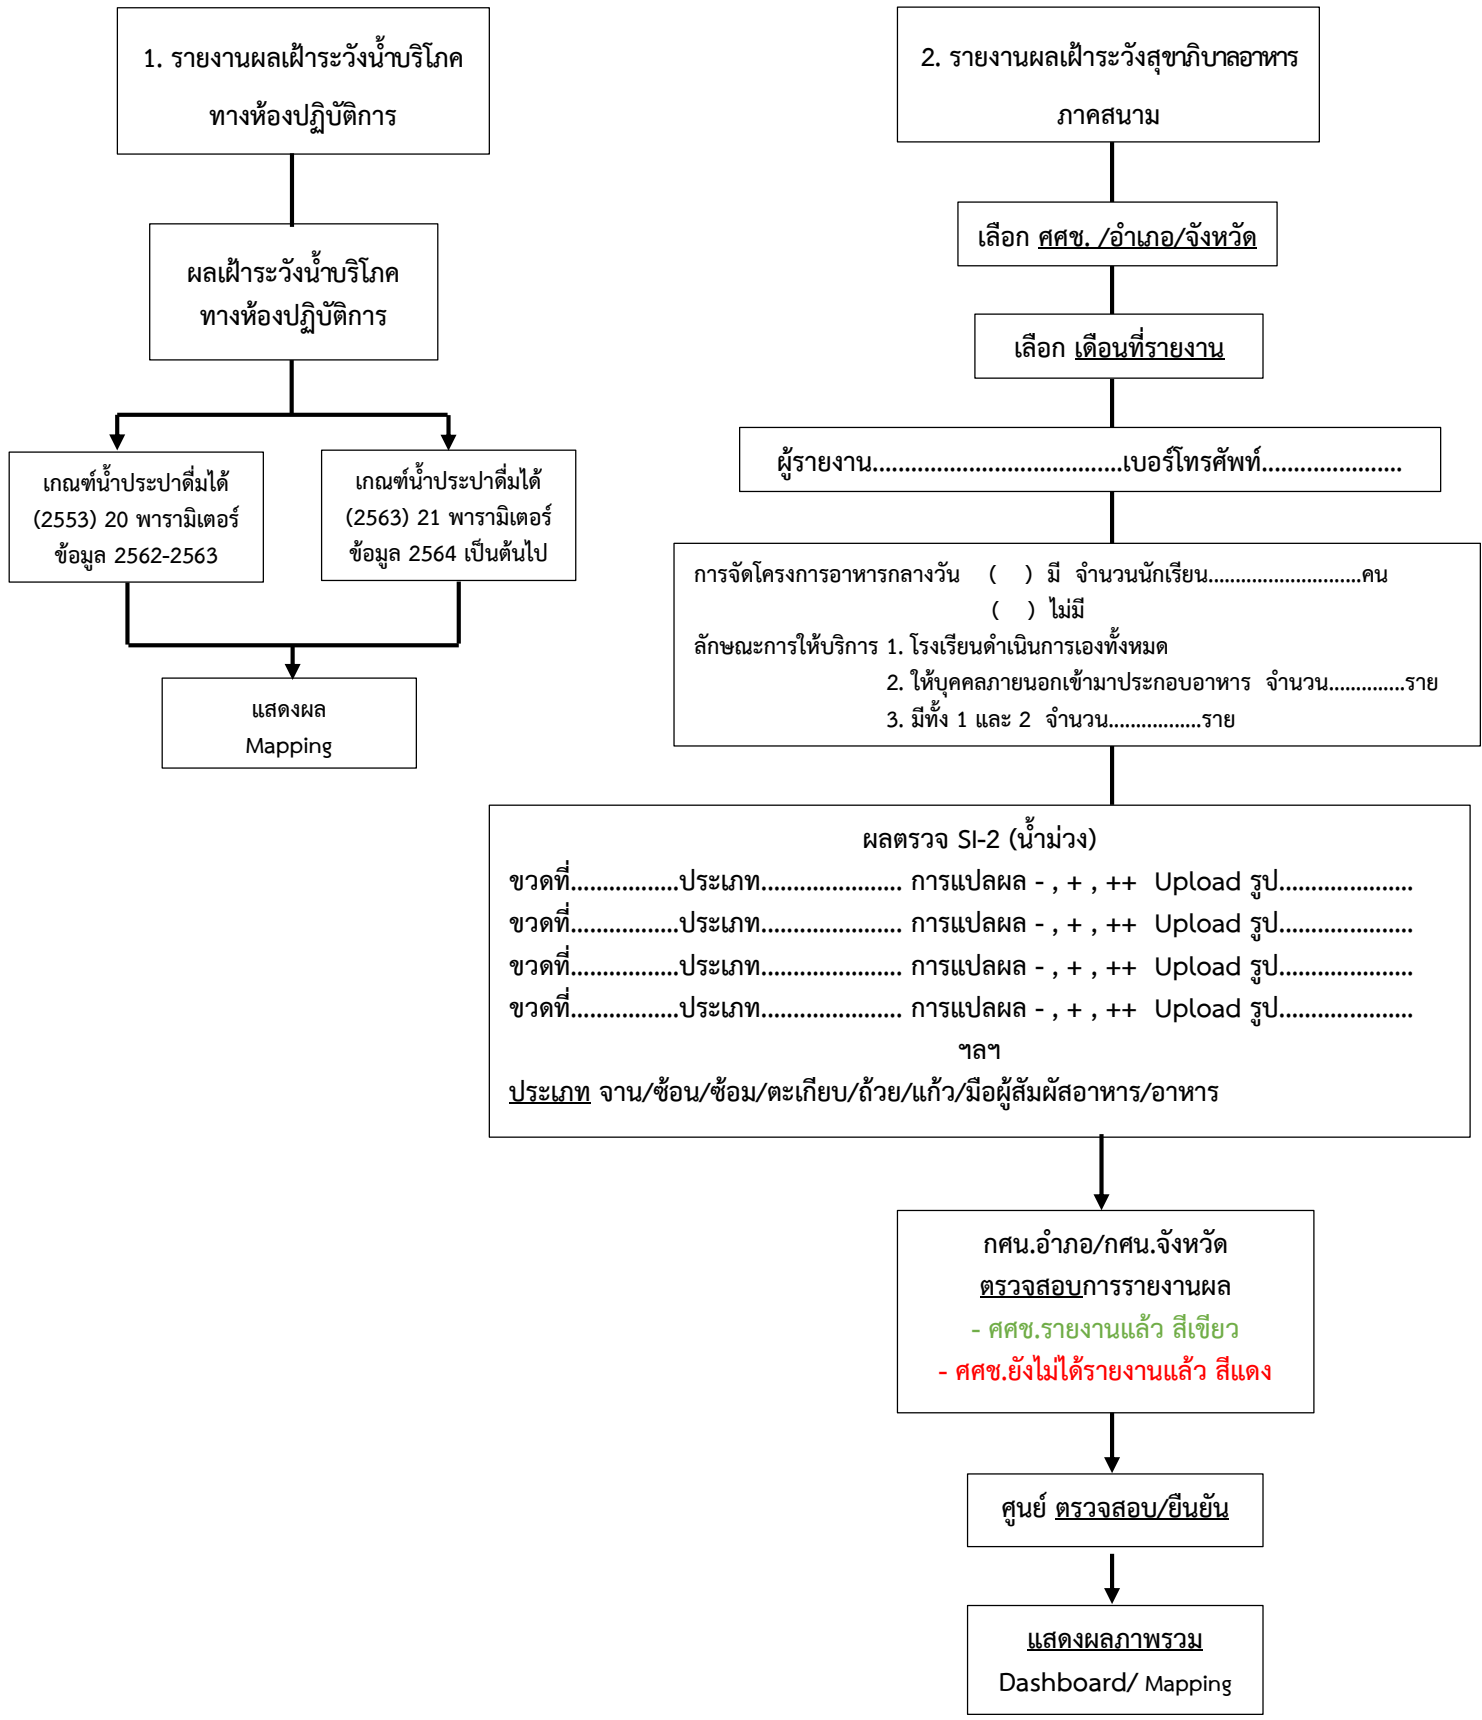 1. รายงานผลเฝ้าระวังน้ำบริโภค
ทางห้องปฏิบัติการ
ผลเฝ้าระวังน้ำบริโภค
ทางห้องปฏิบัติการ
เกณฑ์น้ำประปาดื่มได้
(2553) 20 พารามิเตอร์
ข้อมูล 2562-2563
เกณฑ์น้ำประปาดื่มได้
(2563) 21 พารามิเตอร์
ข้อมูล 2564 เป็นต้นไป
แสดงผล
Mapping
2. รายงานผลเฝ้าระวังสุขาภิบาลอาหาร
ภาคสนาม
เลือก ศศช. /อำเภอ/จังหวัด
เลือก เดือนที่รายงาน
ผู้รายงาน....................................เบอร์โทรศัพท์......................
การจัดโครงการอาหารกลางวัน ( ) มี จำนวนนักเรียน............................คน
( ) ไม่มี
ลักษณะการให้บริการ 1. โรงเรียนดำเนินการเองทั้งหมด
2. ให้บุคคลภายนอกเข้ามาประกอบอาหาร จำนวน..............ราย
3. มีทั้ง 1 และ 2 จำนวน.................ราย
ผลตรวจ SI-2 (น้ำม่วง)
ขวดที่.................ประเภท...................... การแปลผล - , + , ++ Upload รูป.....................
ขวดที่.................ประเภท...................... การแปลผล - , + , ++ Upload รูป.....................
ขวดที่.................ประเภท...................... การแปลผล - , + , ++ Upload รูป.....................
ขวดที่.................ประเภท...................... การแปลผล - , + , ++ Upload รูป.....................
ฯลฯ
ประเภท จาน/ช้อน/ซ้อม/ตะเกียบ/ถ้วย/แก้ว/มือผู้สัมผัสอาหาร/อาหาร
กศน.อำภอ/กศน.จังหวัด
ตรวจสอบการรายงานผล
- ศศช.รายงานแล้ว สีเขียว
- ศศช.ยังไม่ได้รายงานแล้ว สีแดง
ศูนย์ ตรวจสอบ/ยืนยัน
แสดงผลภาพรวม
Dashboard/ Mapping